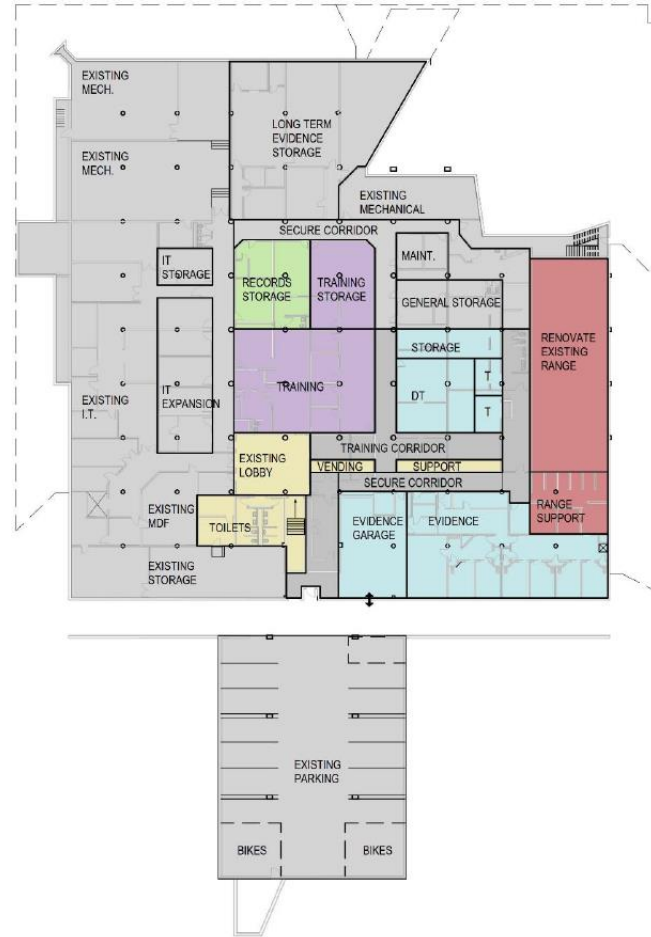 EXISTING
MECH.
LONG TERM
EVIDENCE
STORAGE
EXISTING
MECH.
EXISTING
MECHANICAL
SECURE CORRIDOR
IT
STORAGE
RECORDS
STORAGE
TRAINING
STORAGE
MAINT.
GENERAL STORAGE
RENOVATE
EXISTING
RANGE
STORAGE
EXISTING
I.T.
IT
EXPANSION
TRAINING
DT
T
T
TRAINING CORRIDOR
EXISTING
LOBBY
VENDING
SUPPORT
SECURE CORRIDOR
EXISTING
MDF
TOILETS
EVIDENCE
GARAGE
EVIDENCE
RANGE
SUPPORT
EXISTING
STORAGE
EXISTING
PARKING
BIKES
BIKES